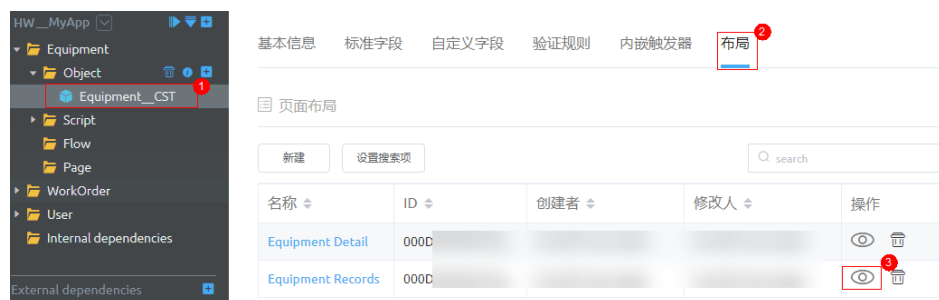 HW__MyApp
Equipment
Object
Equipment__CST
1
Script
Flow
Page
WorkOrder
User
Internal dependencies
External dependencies
基本信息 标准字段 自定义字段 验证规则 内嵌触发器 布局 2
页面布局
新建 设置搜索项 search
名称 ID 创建者 修改人 操作
Equipment Detail 000D
3
Equipment Records 000D